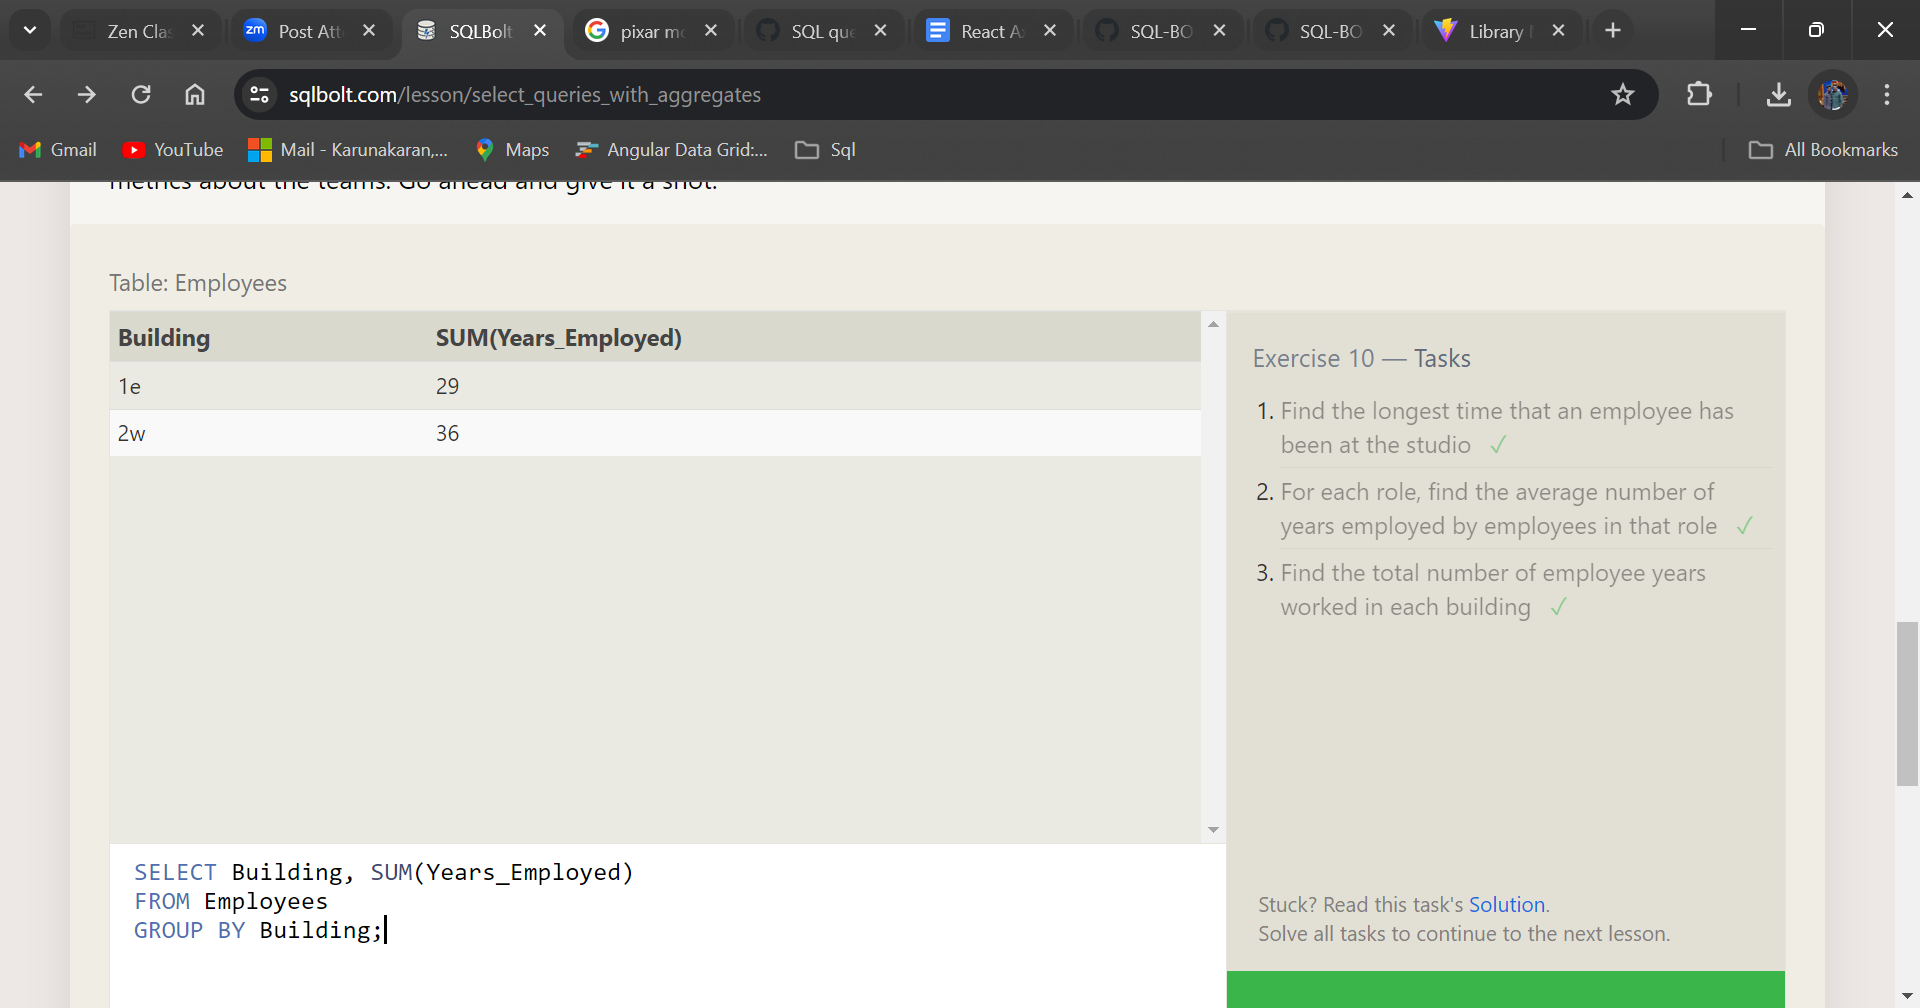 Zen Clas
zm Post Att
SQLBolt
pixar mo
SQL que
React A
SQL-BO
SQL-BO
Library
sqlbolt.com/lesson/select_queries_with_aggregates
Gmail
YouTube
Mail - Karunakaran,...
Maps
Angular Data Grid:...
Sql
All Bookmarks
metrics about the teams. Go ahead and give it a shot.
Table: Employees
Building SUM(Years_Employed)
1e 29
2w 36
Exercise 10 — Tasks
1. Find the longest time that an employee has
been at the studio ✓
2. For each role, find the average number of
years employed by employees in that role ✓
3. Find the total number of employee years
worked in each building ✓
SELECT Building, SUM(Years_Employed)
FROM Employees
GROUP BY Building;
Stuck? Read this task's Solution.
Solve all tasks to continue to the next lesson.